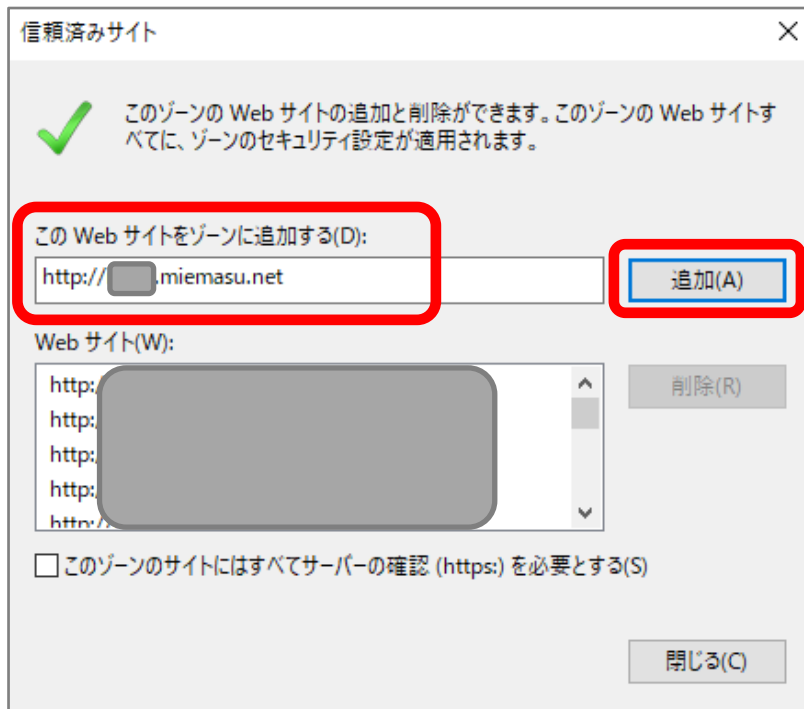 信頼済みサイト
このゾーンの Web サイトの追加と削除ができます。このゾーンの Web サイトす
べてに、ゾーンのセキュリティ設定が適用されます。
この Web サイトをゾーンに追加する(D):
http:// .miemasu.net
追加(A)
Web サイト(W):
http:/
削除(R)
http:/
http:/
http:/
http:/
このゾーンのサイトにはすべてサーバーの確認 (https:) を必要とする(S)
閉じる(C)